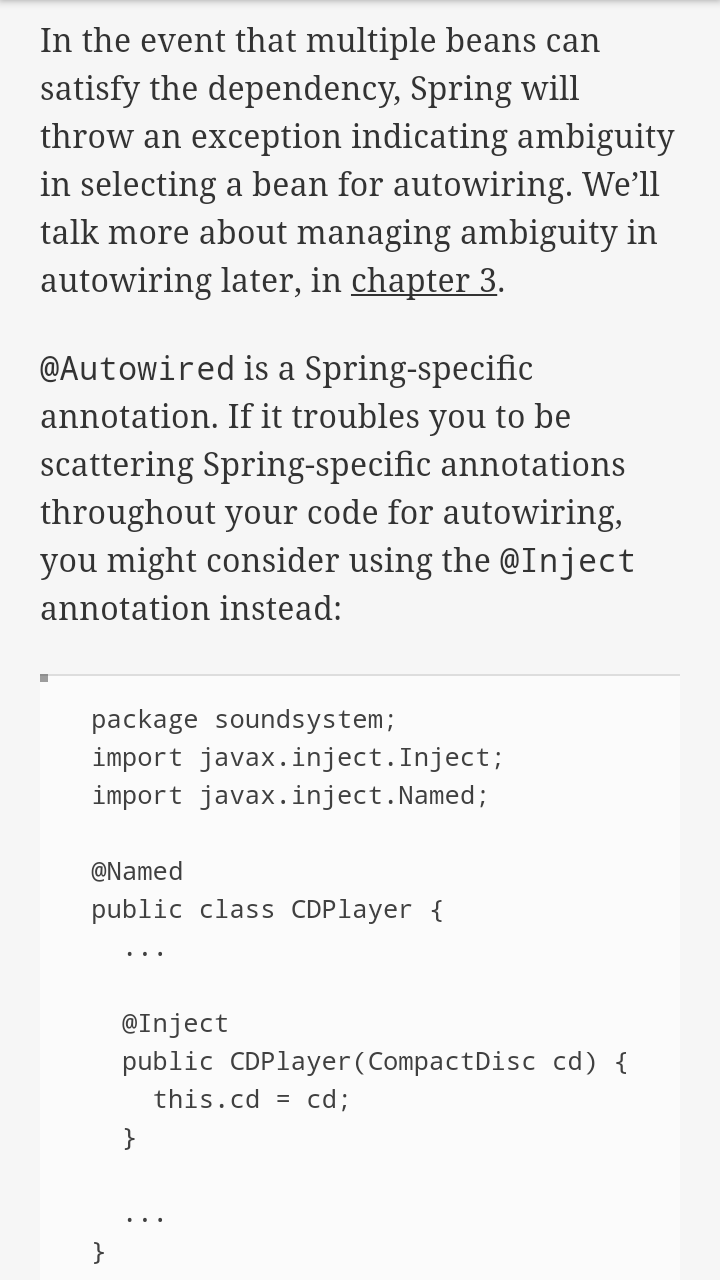 In the event that multiple beans can
satisfy the dependency, Spring will
throw an exception indicating ambiguity
in selecting a bean for autowiring. We’ll
talk more about managing ambiguity in
autowiring later, in chapter 3.
@Autowired is a Spring-specific
annotation. If it troubles you to be
scattering Spring-specific annotations
throughout your code for autowiring,
you might consider using the @Inject
annotation instead:
package soundsystem;
import javax.inject.Inject;
import javax.inject.Named;
@Named
public class CDPlayer {
...
@Inject
public CDPlayer(CompactDisc cd) {
this.cd = cd;
}
...
}